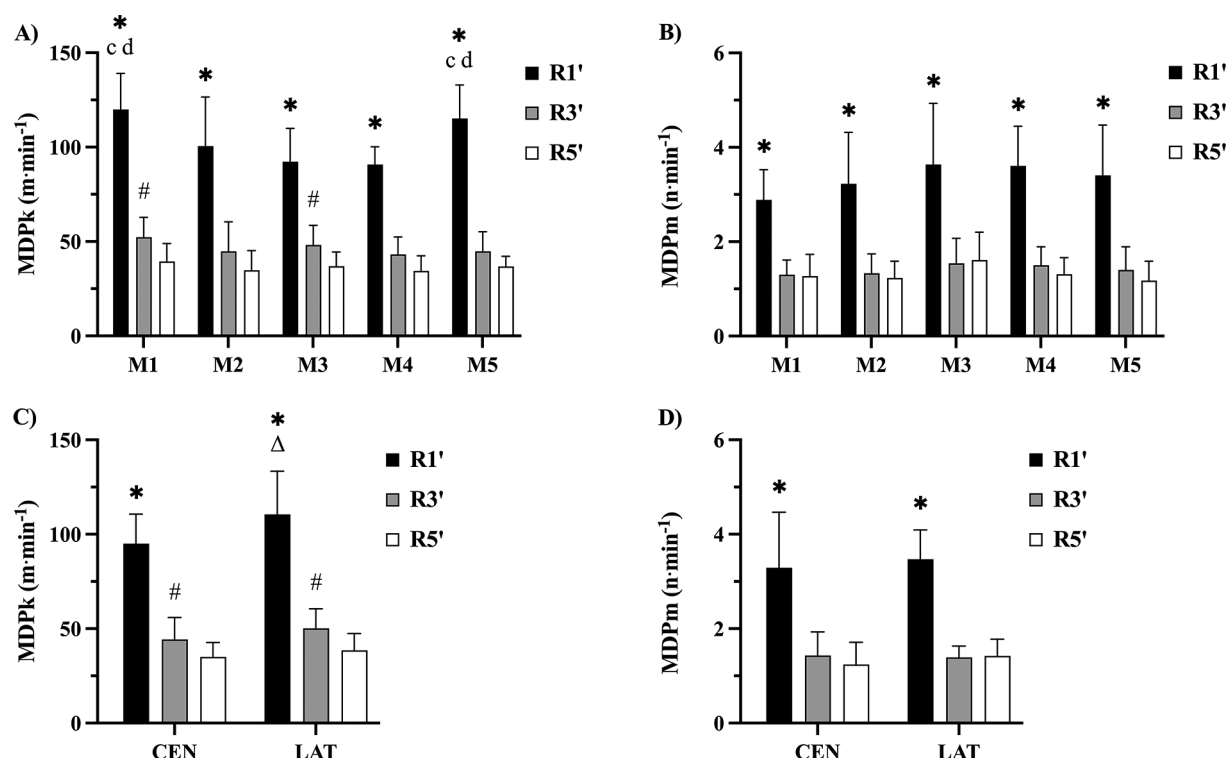 A)
MDPk (m·min⁻¹)
150
100
50
0
*
c d
#
*
*
#
*
*
c d
R1'
R3'
R5'
M1 M2 M3 M4 M5
B)
MDPm (n·min⁻¹)
6
4
2
0
* * * * *
R1'
R3'
R5'
M1 M2 M3 M4 M5
C)
MDPk (m·min⁻¹)
150
100
50
0
*
#
*
Δ
#
R1'
R3'
R5'
CEN LAT
D)
MDPm (n·min⁻¹)
6
4
2
0
* *
R1'
R3'
R5'
CEN LAT